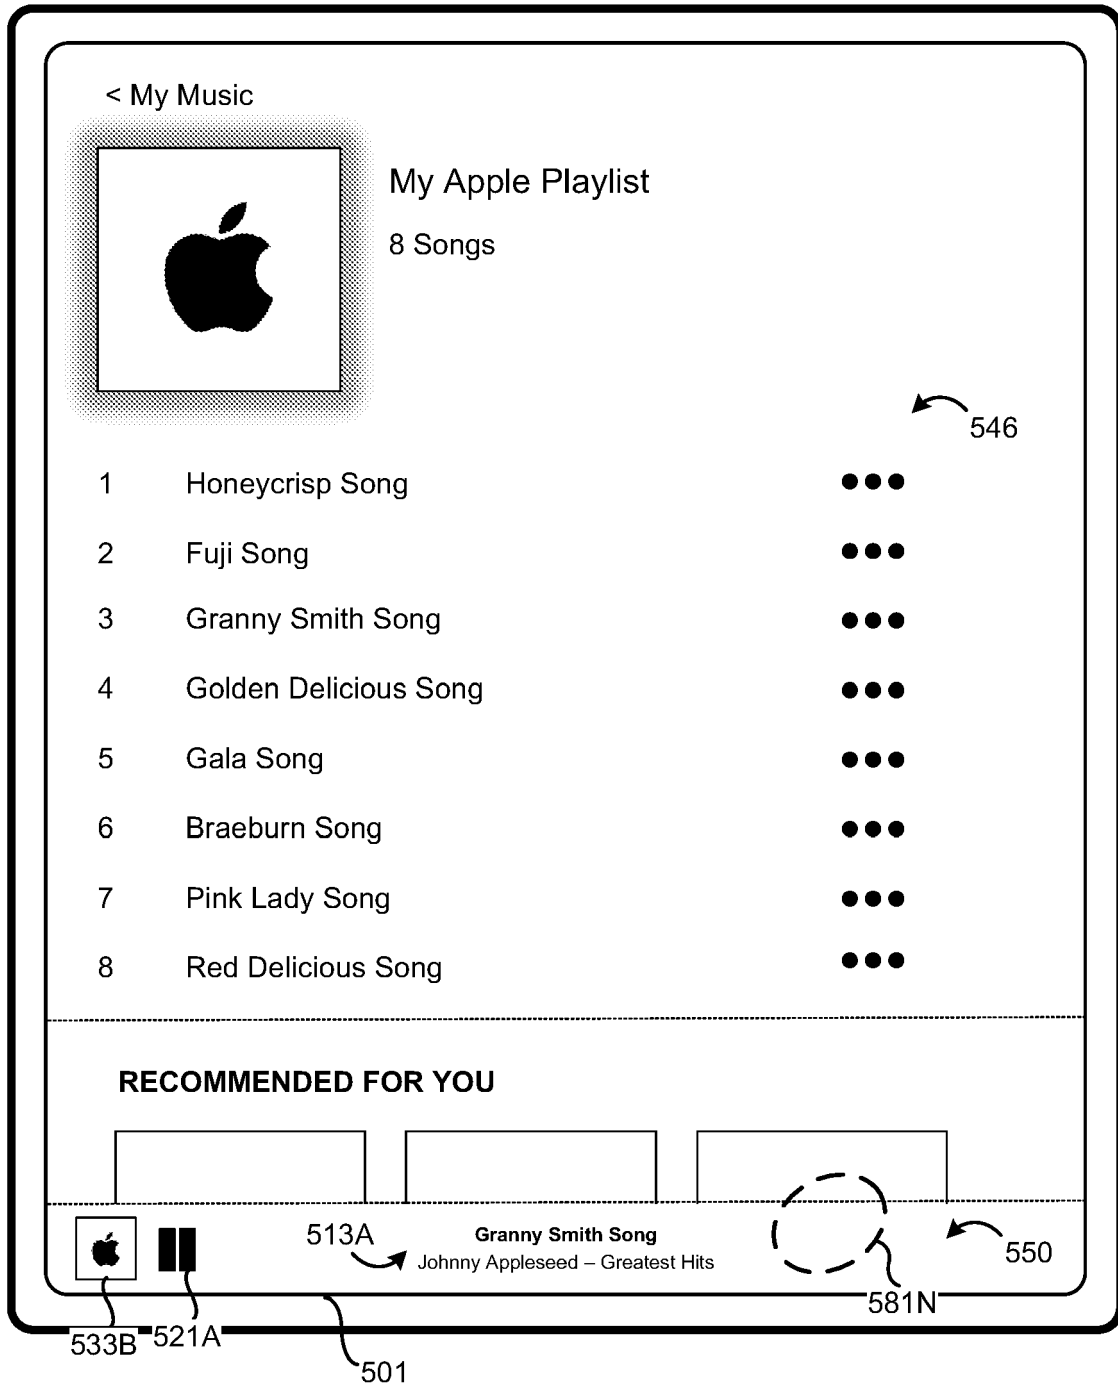 < My Music
My Apple Playlist
8 Songs
546
1 Honeycrisp Song
2 Fuji Song
3 Granny Smith Song
4 Golden Delicious Song
5 Gala Song
6 Braeburn Song
7 Pink Lady Song
8 Red Delicious Song
RECOMMENDED FOR YOU
513A
Granny Smith Song
Johnny Appleseed – Greatest Hits
550
581N
533B
521A
501